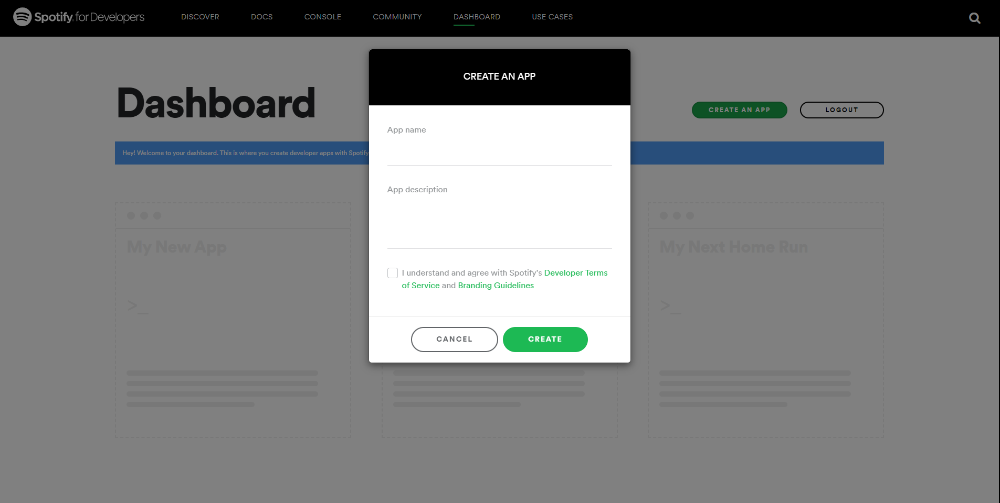 Spotify for Developers
DISCOVER
DOCS
CONSOLE
COMMUNITY
DASHBOARD
USE CASES
Dashboard
CREATE AN APP
LOGOUT
Hey! Welcome to your dashboard. This is where you create developer apps with Spotify
My New App
>_
My Next Home Run
>_
CREATE AN APP
App name
App description
I understand and agree with Spotify's Developer Terms
of Service and Branding Guidelines
CANCEL
CREATE